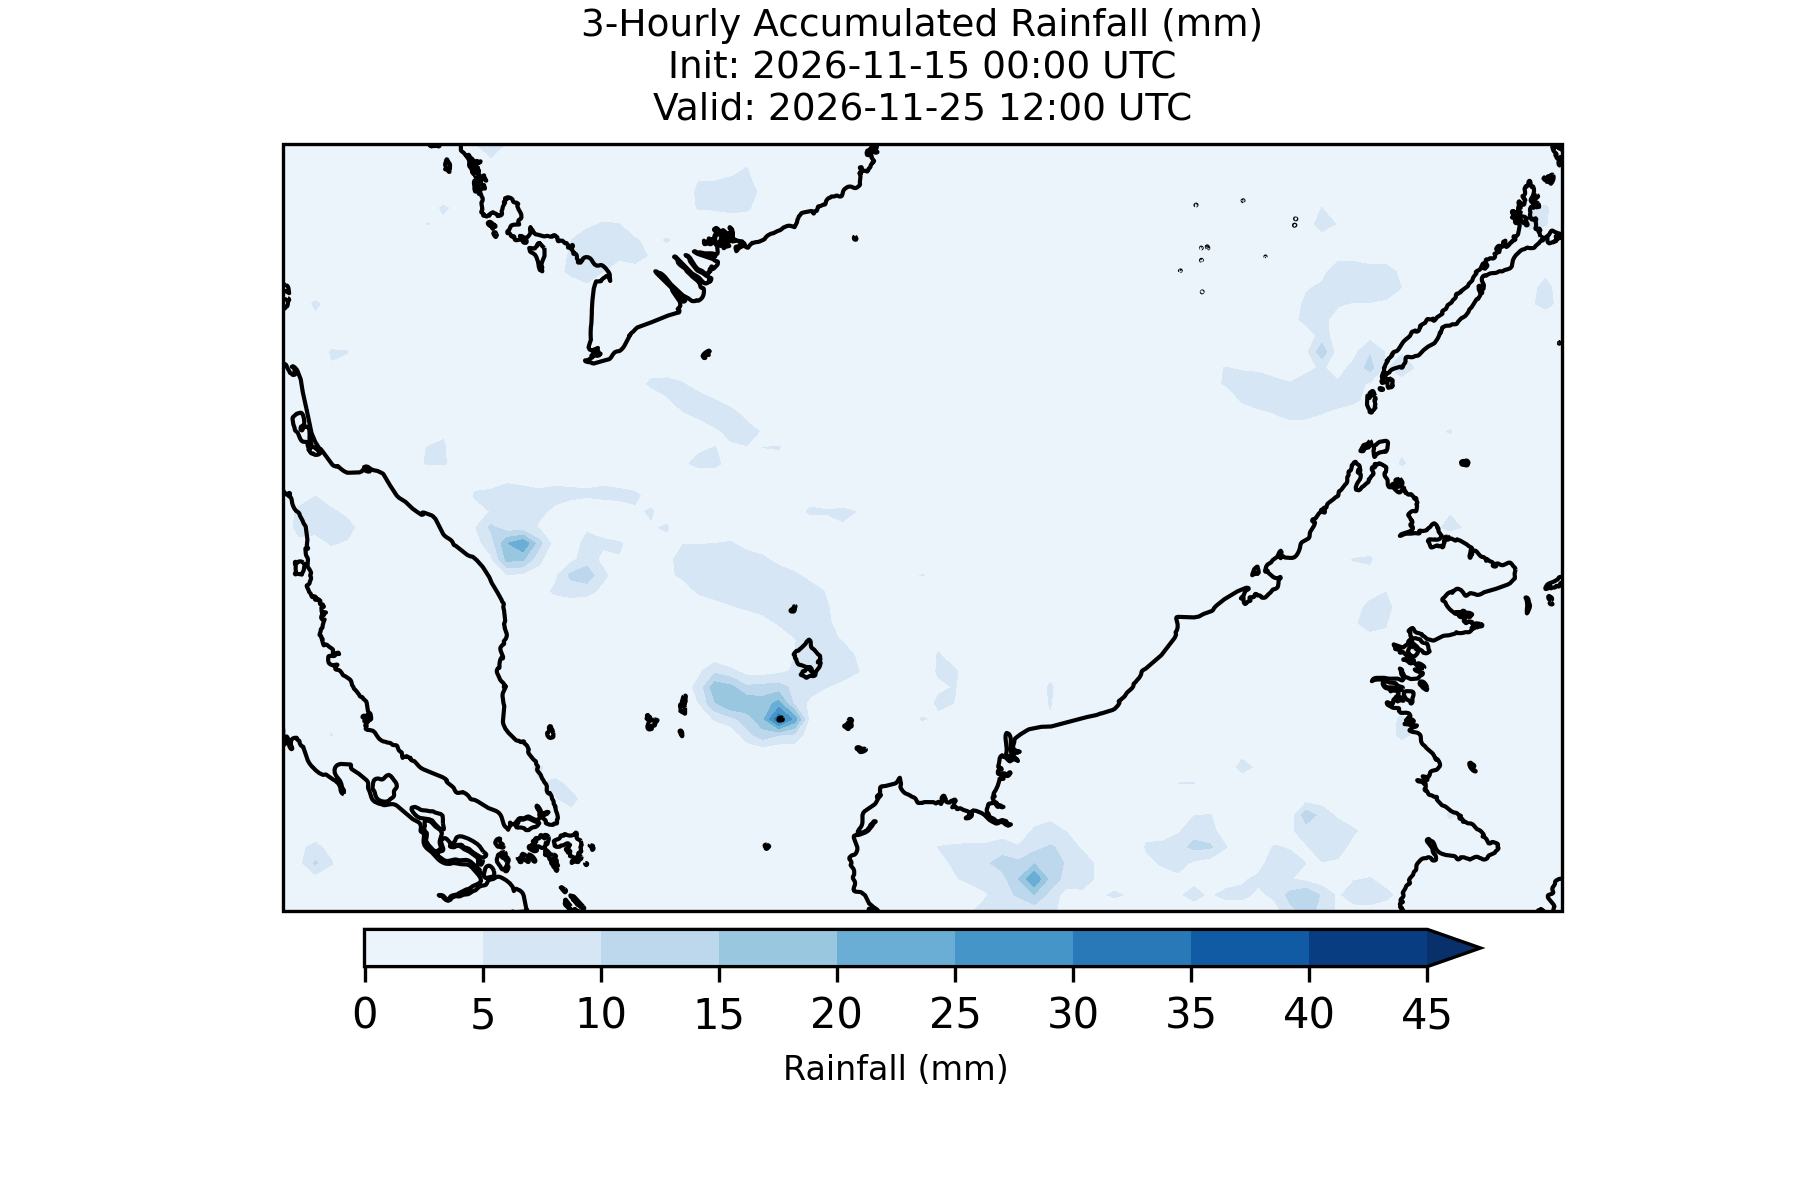 3-Hourly Accumulated Rainfall (mm)
Init: 2026-11-15 00:00 UTC
Valid: 2026-11-25 12:00 UTC
0 5 10 15 20 25 30 35 40 45
Rainfall (mm)